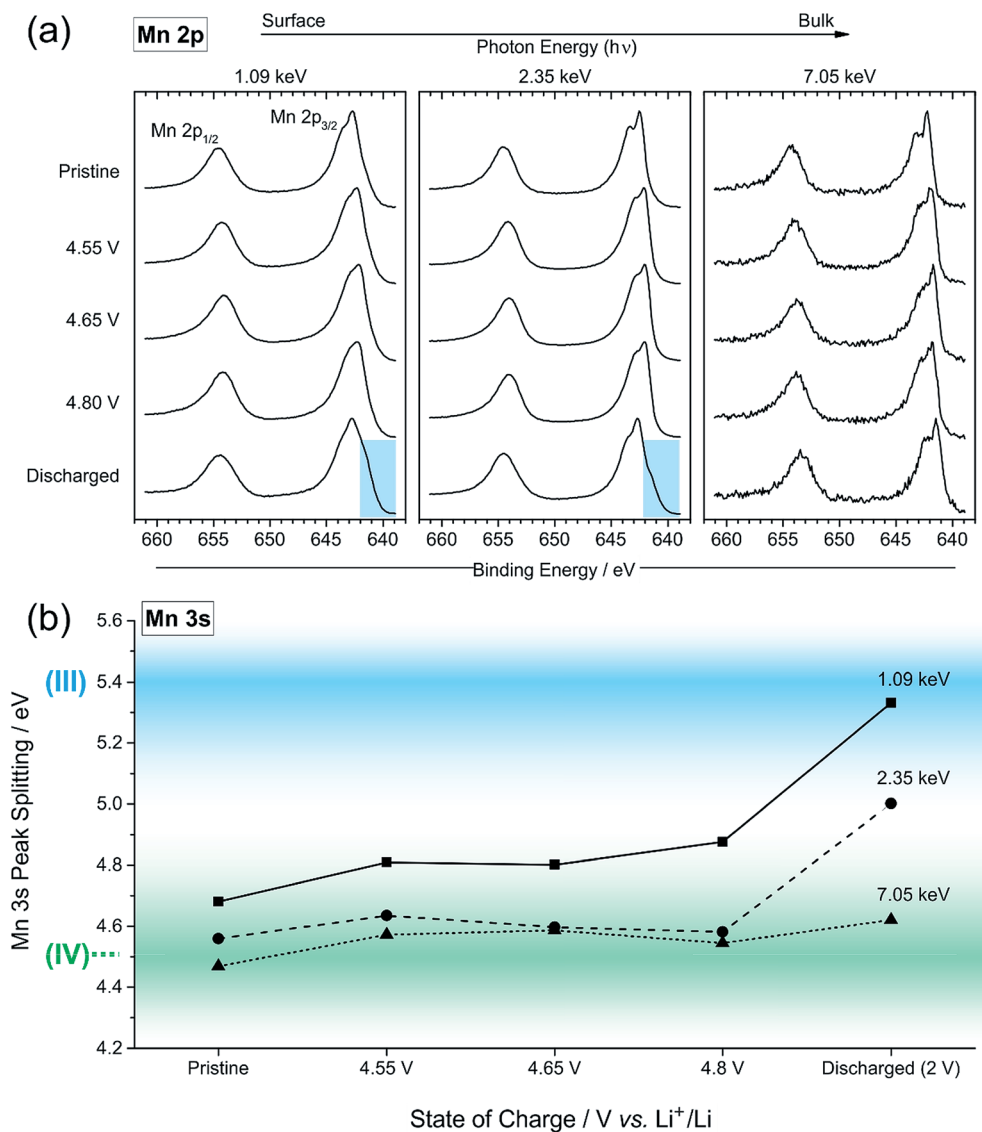 (a) Mn 2p Surface Bulk
Photon Energy (hν)
1.09 keV 2.35 keV 7.05 keV
Mn 2p1/2 Mn 2p3/2
Pristine
4.55 V
4.65 V
4.80 V
Discharged
660 655 650 645 640 660 655 650 645 640 660 655 650 645 640
Binding Energy / eV
(b) Mn 3s
Mn 3s Peak Splitting / eV
5.6
(III) 5.4 1.09 keV
5.2
5.0 2.35 keV
4.8
4.6 7.05 keV
(IV)
4.4
4.2
Pristine 4.55 V 4.65 V 4.8 V Discharged (2 V)
State of Charge / V vs. Li+/Li